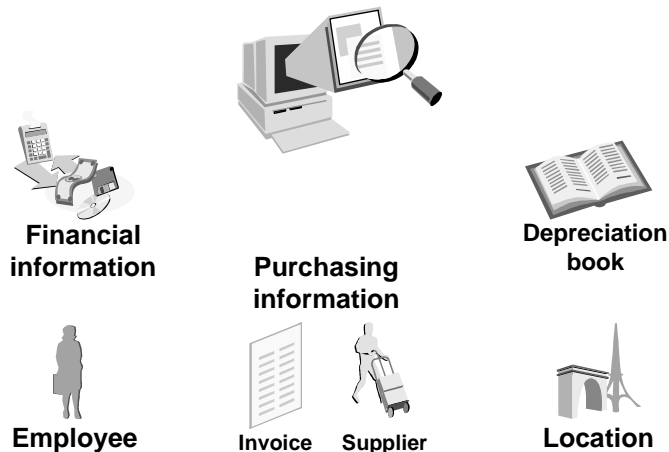 Financial
information
Depreciation
book
Purchasing
information
Employee
Invoice
Supplier
Location